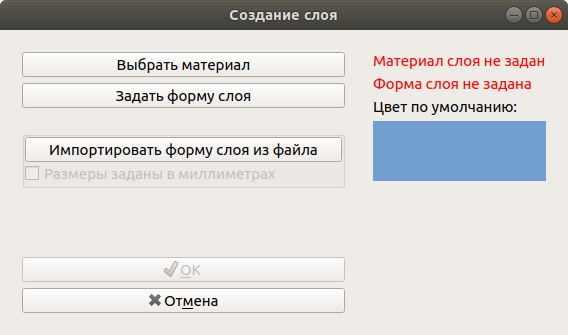 Создание слоя
Выбрать материал
Задать форму слоя
Импортировать форму слоя из файла
Размеры заданы в миллиметрах
OK
Отмена
Материал слоя не задан
Форма слоя не задана
Цвет по умолчанию: